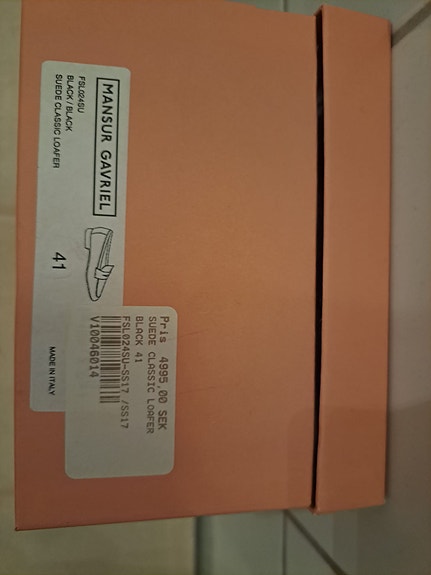 MANSUR GAVRIEL
FSL024SU
BLACK/BLACK
SUEDE CLASSIC LOAFER
41
MADE IN ITALY
Pris 4995,00 SEK
SUEDE CLASSIC LOAFER
BLACK 41
FSL024SU-SS17 /SS17
V10046014